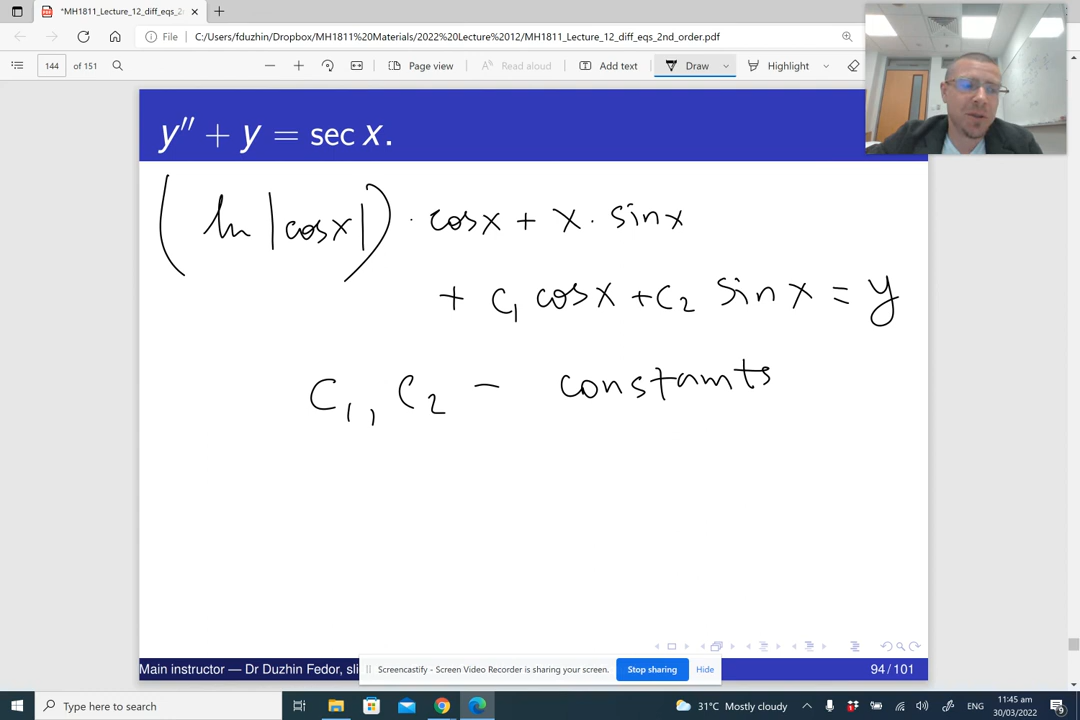 *MH1811_Lecture_12_diff_eqs_2nd
File C:/Users/fduzhin/Dropbox/MH1811%20Materials/2022%20Lecture%2012/MH1811_Lecture_12_diff_eqs_2nd_order.pdf
144 of 151 Page view Read aloud Add text Draw Highlight
y″ + y = sec x.
(ln |cos x|) · cos x + x · sin x
+ c₁ cos x + c₂ sin x = y
C₁, C₂ – constamts
Main instructor — Dr Duzhin Fedor, sli 94 / 101
Screencastify - Screen Video Recorder is sharing your screen. Stop sharing Hide
Type here to search 31°C Mostly cloudy ENG 11:45 am
30/03/2022